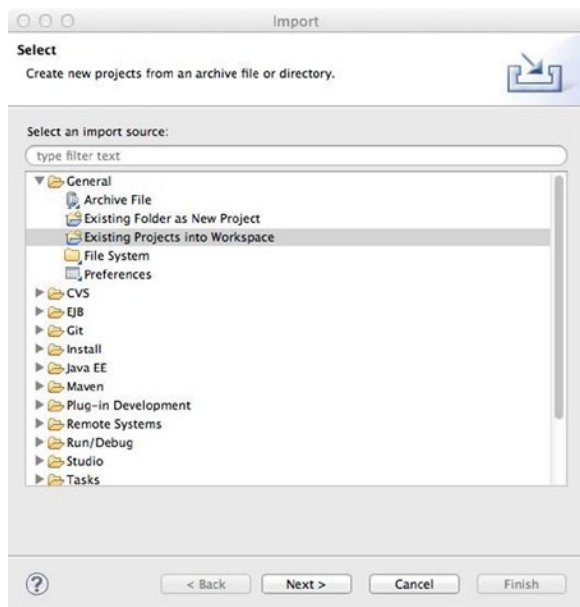 Import
Select
Create new projects from an archive file or directory.
Select an import source:
type filter text
General
Archive File
Existing Folder as New Project
Existing Projects into Workspace
File System
Preferences
CVS
EJB
Git
Install
Java EE
Maven
Plug-in Development
Remote Systems
Run/Debug
Studio
Tasks
? < Back Next > Cancel Finish